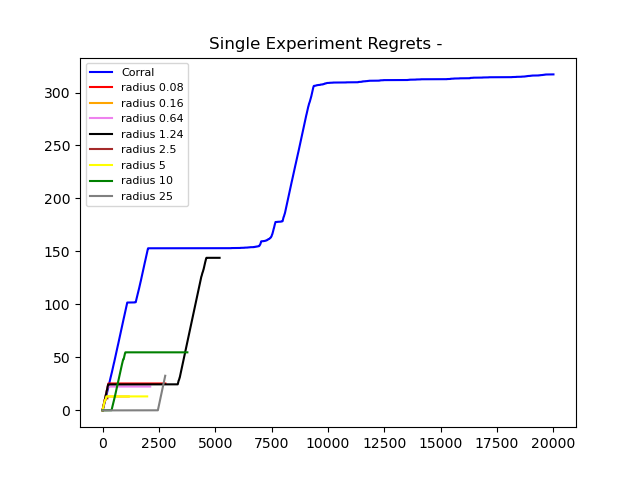 Single Experiment Regrets -
Corral
radius 0.08
radius 0.16
radius 0.64
radius 1.24
radius 2.5
radius 5
radius 10
radius 25
300
250
200
150
100
50
0
0 2500 5000 7500 10000 12500 15000 17500 20000